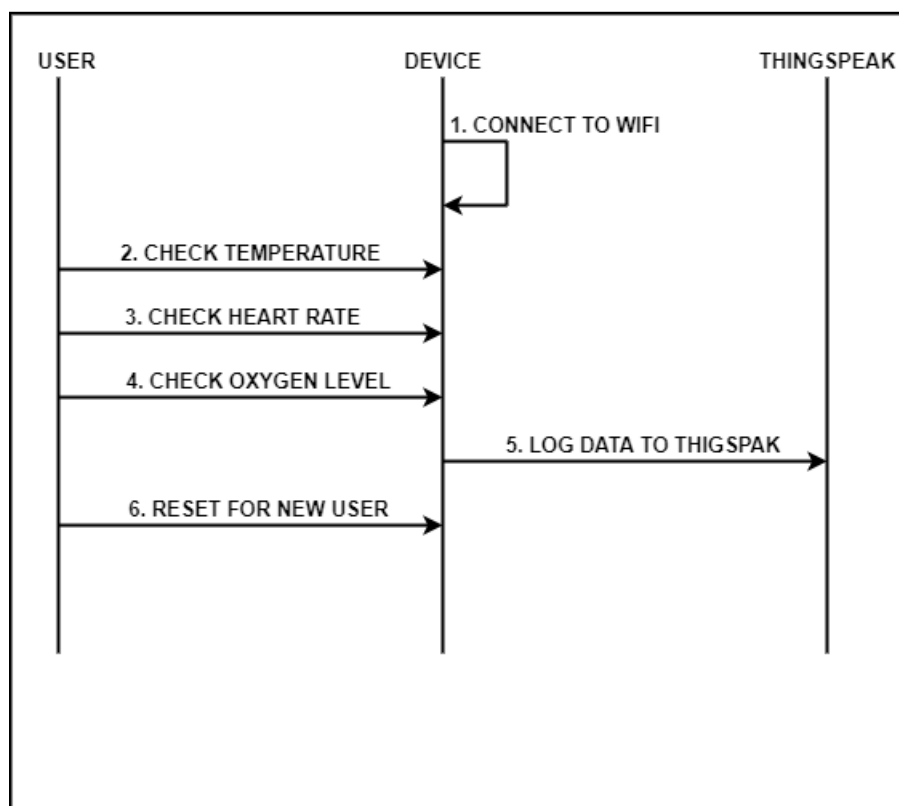 USER DEVICE THINGSPEAK
1. CONNECT TO WIFI
2. CHECK TEMPERATURE
3. CHECK HEART RATE
4. CHECK OXYGEN LEVEL
5. LOG DATA TO THIGSPAK
6. RESET FOR NEW USER